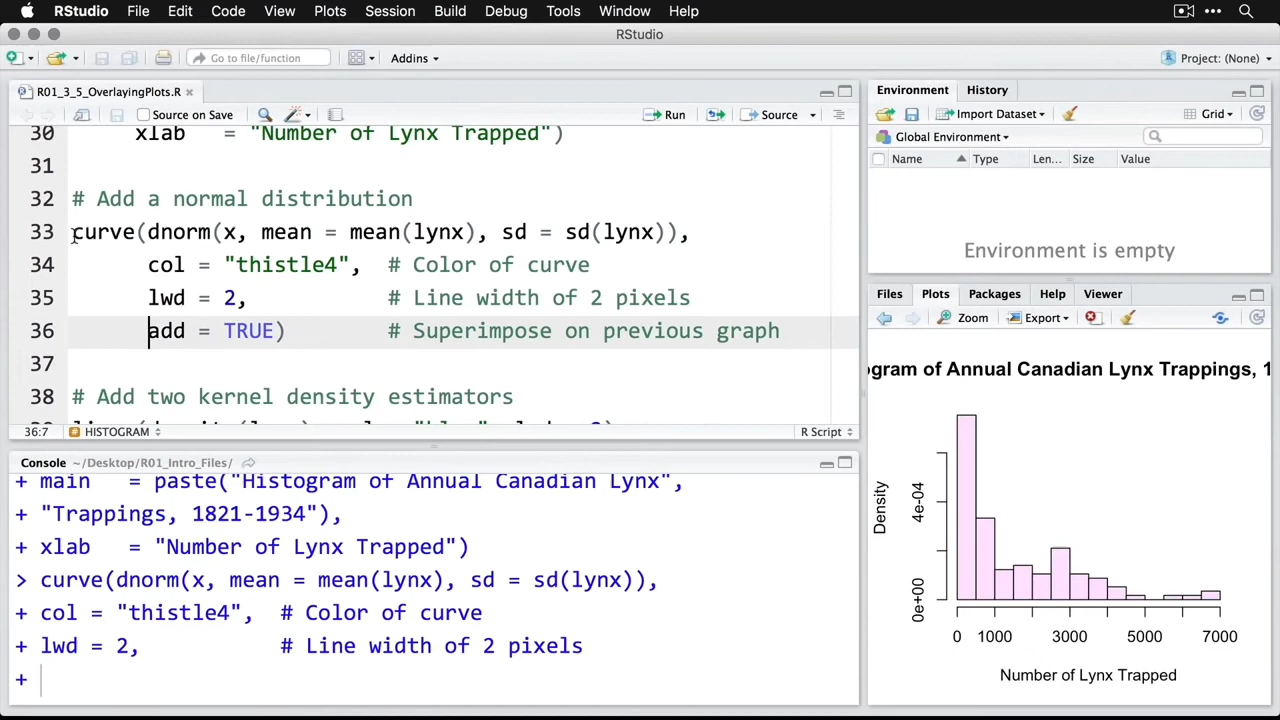 RStudio File Edit Code View Plots Session Build Debug Tools Window Help
RStudio
Go to file/function Addins Project: (None)
R01_3_5_OverlayingPlots.R
Source on Save Run Source
30 xlab = "Number of Lynx Trapped")
31
32 # Add a normal distribution
33 curve(dnorm(x, mean = mean(lynx), sd = sd(lynx)),
34 col = "thistle4", # Color of curve
35 lwd = 2, # Line width of 2 pixels
36 add = TRUE) # Superimpose on previous graph
37
38 # Add two kernel density estimators
36:7 HISTOGRAM R Script
Console ~/Desktop/R01_Intro_Files/
+ main = paste("Histogram of Annual Canadian Lynx",
+ "Trappings, 1821-1934"),
+ xlab = "Number of Lynx Trapped")
> curve(dnorm(x, mean = mean(lynx), sd = sd(lynx)),
+ col = "thistle4", # Color of curve
+ lwd = 2, # Line width of 2 pixels
+
Environment History
Import Dataset Grid
Global Environment
Name Type Len... Size Value
Environment is empty
Files Plots Packages Help Viewer
Zoom Export
ogram of Annual Canadian Lynx Trappings, 1
Density
0e+00 4e-04
0 1000 3000 5000 7000
Number of Lynx Trapped